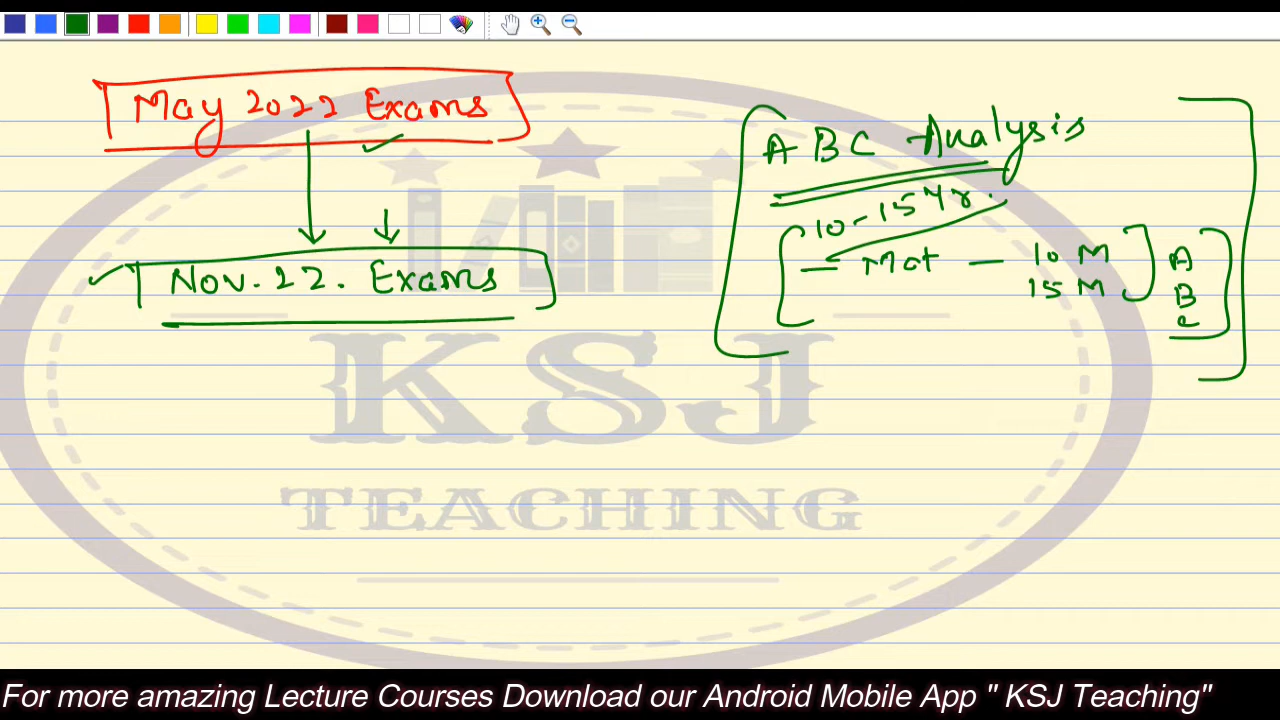 May 2022 Exams
Nov. 22. Exams
A B C Analysis
10-15 Yr.
— Mat — 10 M
15 M
A
B
C
KSJ
TEACHING
For more amazing Lecture Courses Download our Android Mobile App " KSJ Teaching"